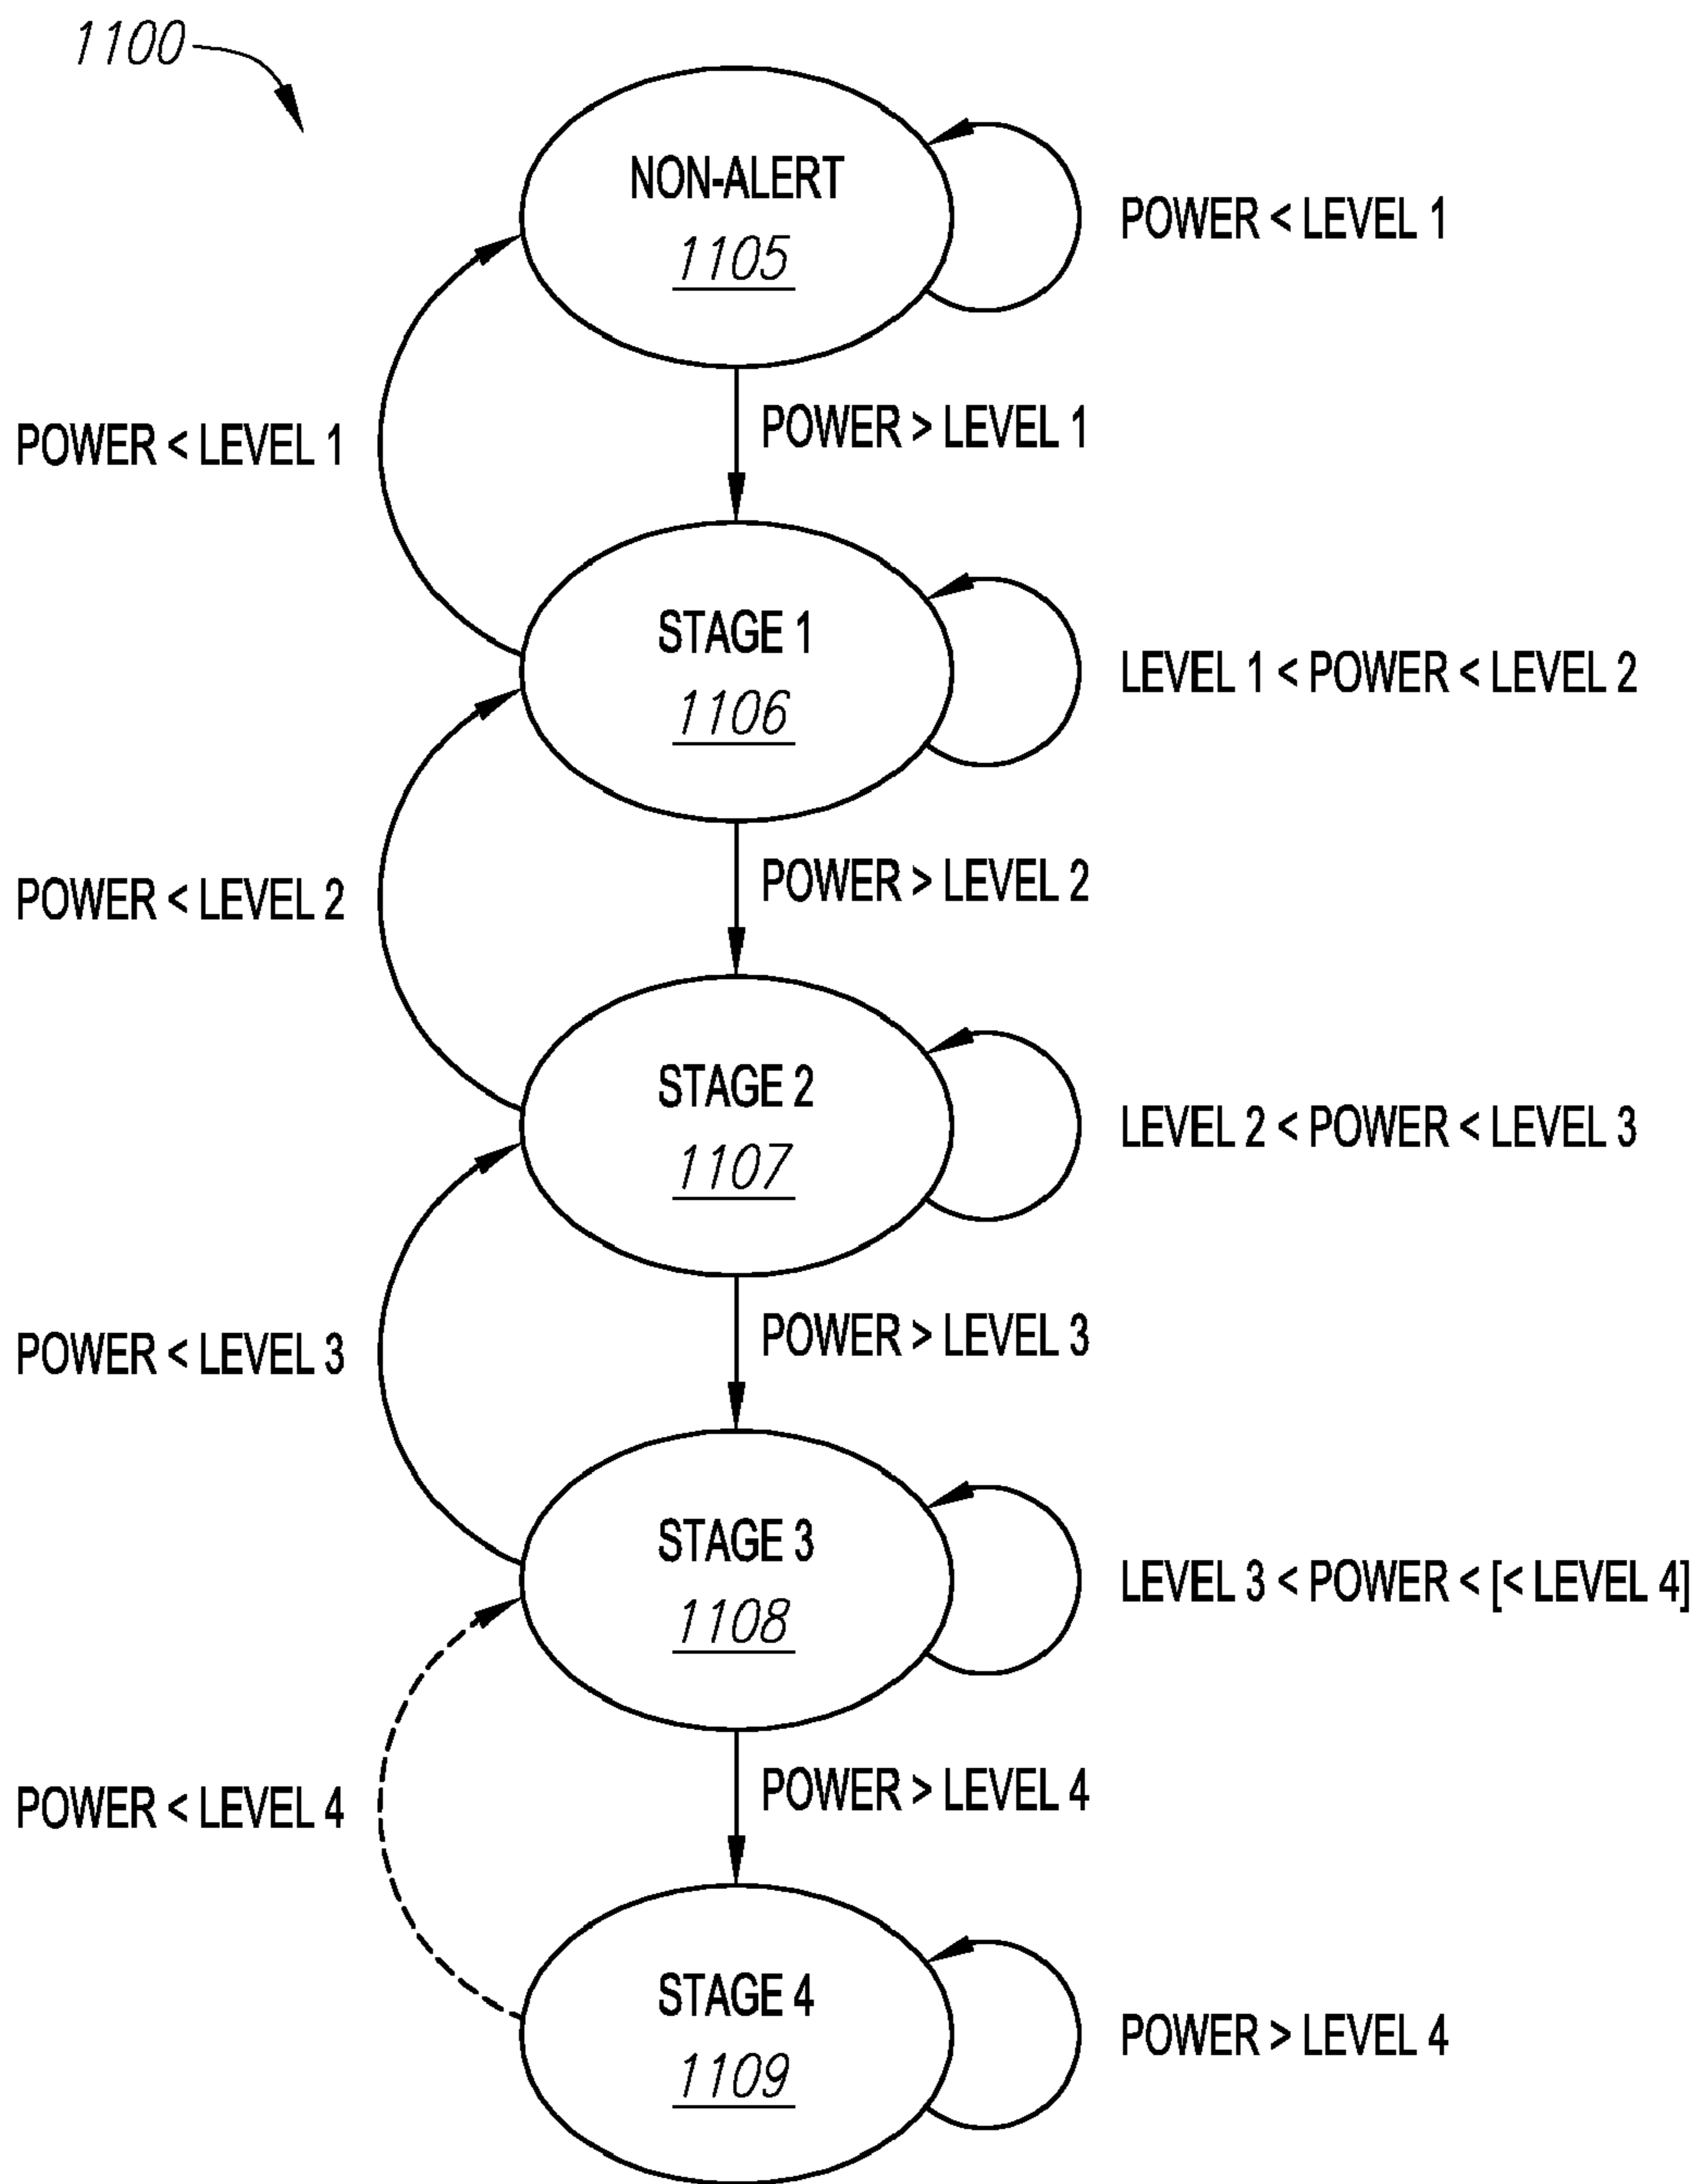 1100
NON-ALERT
1105
POWER < LEVEL 1
POWER < LEVEL 1
POWER > LEVEL 1
STAGE 1
1106
LEVEL 1 < POWER < LEVEL 2
POWER < LEVEL 2
POWER > LEVEL 2
STAGE 2
1107
LEVEL 2 < POWER < LEVEL 3
POWER < LEVEL 3
POWER > LEVEL 3
STAGE 3
1108
LEVEL 3 < POWER < [< LEVEL 4]
POWER < LEVEL 4
POWER > LEVEL 4
STAGE 4
1109
POWER > LEVEL 4